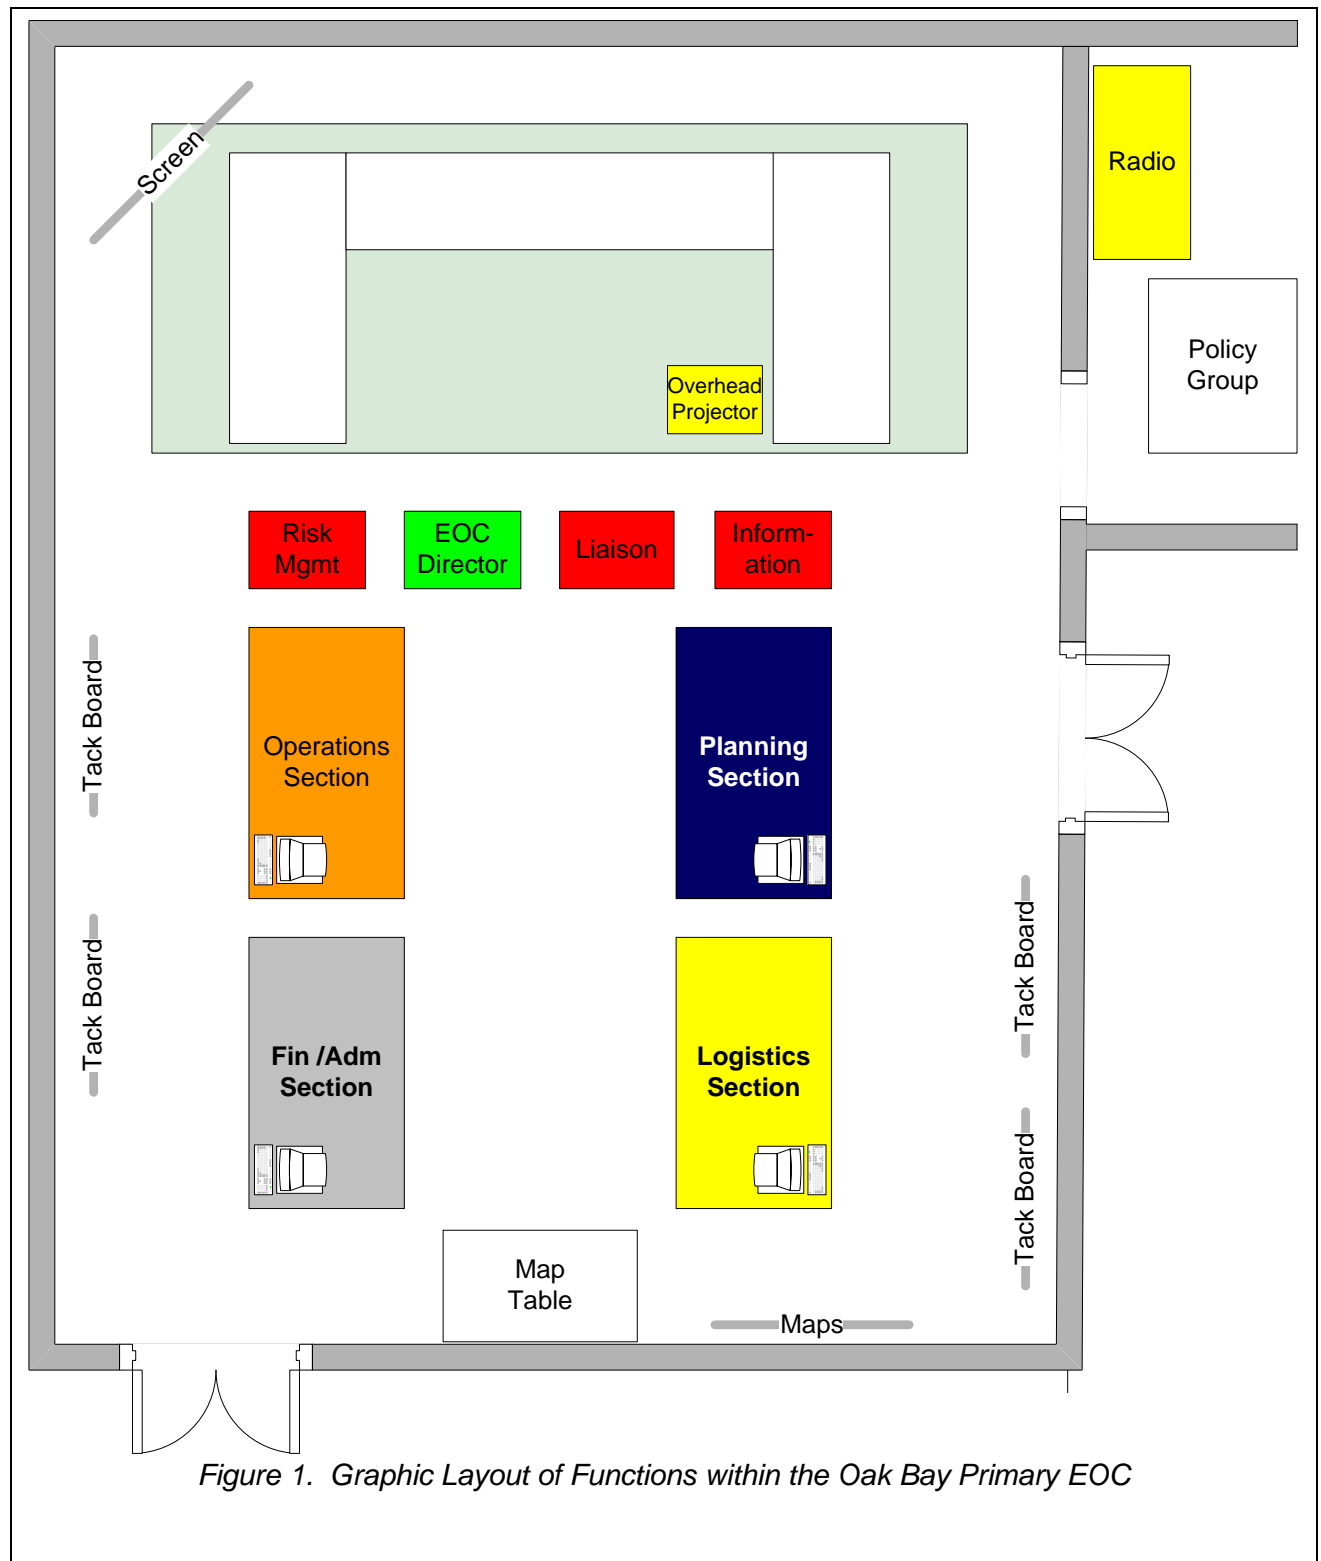 Screen
Radio
Policy
Group
Overhead
Projector
Risk
Mgmt
EOC
Director
Liaison
Inform-
ation
Tack Board
Operations
Section
Planning
Section
Tack Board
Tack Board
Fin /Adm
Section
Logistics
Section
Tack Board
Map
Table
Maps
Figure 1.  Graphic Layout of Functions within the Oak Bay Primary EOC